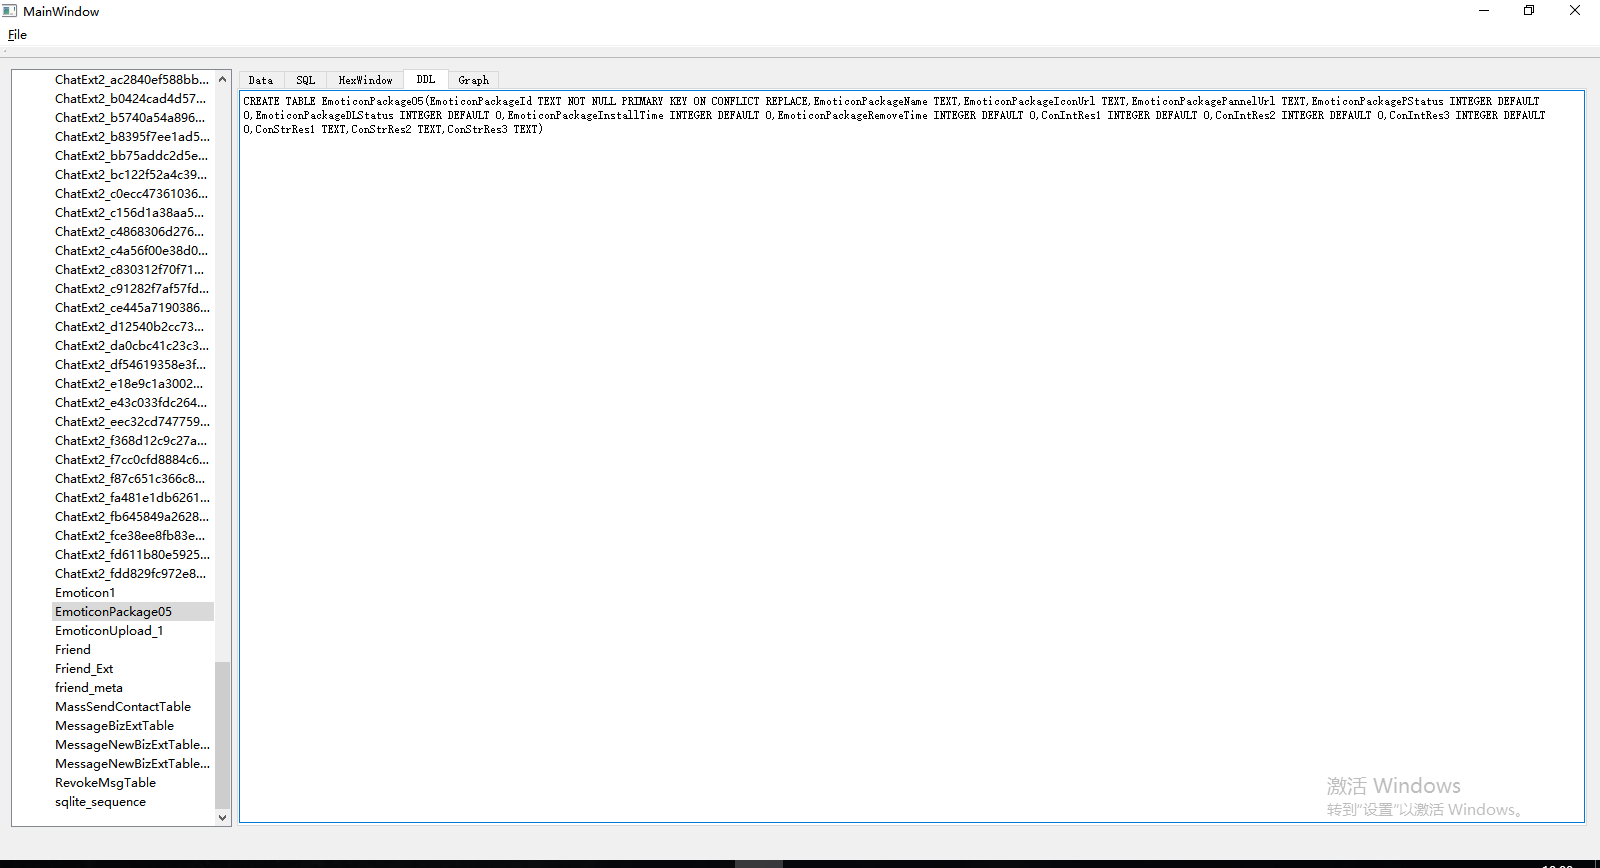 MainWindow
File
ChatExt2_ac2840ef588bb...
ChatExt2_b0424cad4d57...
ChatExt2_b5740a54a896...
ChatExt2_b8395f7ee1ad5...
ChatExt2_bb75addc2d5e...
ChatExt2_bc122f52a4c39...
ChatExt2_c0ecc47361036...
ChatExt2_c156d1a38aa5...
ChatExt2_c4868306d276...
ChatExt2_c4a56f00e38d0...
ChatExt2_c830312f70f71...
ChatExt2_c91282f7af57fd...
ChatExt2_ce445a7190386...
ChatExt2_d12540b2cc73...
ChatExt2_da0cbc41c23c3...
ChatExt2_df54619358e3f...
ChatExt2_e18e9c1a3002...
ChatExt2_e43c033fdc264...
ChatExt2_eec32cd747759...
ChatExt2_f368d12c9c27a...
ChatExt2_f7cc0cfd8884c6...
ChatExt2_f87c651c366c8...
ChatExt2_fa481e1db6261...
ChatExt2_fb645849a2628...
ChatExt2_fce38ee8fb83e...
ChatExt2_fd611b80e5925...
ChatExt2_fdd829fc972e8...
Emoticon1
EmoticonPackage05
EmoticonUpload_1
Friend
Friend_Ext
friend_meta
MassSendContactTable
MessageBizExtTable
MessageNewBizExtTable...
MessageNewBizExtTable...
RevokeMsgTable
sqlite_sequence
Data SQL HexWindow DDL Graph
CREATE TABLE EmoticonPackage05(EmoticonPackageId TEXT NOT NULL PRIMARY KEY ON CONFLICT REPLACE,EmoticonPackageName TEXT,EmoticonPackageIconUrl TEXT,EmoticonPackagePannelUrl TEXT,EmoticonPackagePStatus INTEGER DEFAULT
0,EmoticonPackageDLStatus INTEGER DEFAULT 0,EmoticonPackageInstallTime INTEGER DEFAULT 0,EmoticonPackageRemoveTime INTEGER DEFAULT 0,ConIntRes1 INTEGER DEFAULT 0,ConIntRes2 INTEGER DEFAULT 0,ConIntRes3 INTEGER DEFAULT
0,ConStrRes1 TEXT,ConStrRes2 TEXT,ConStrRes3 TEXT)
激活 Windows
转到"设置"以激活 Windows。